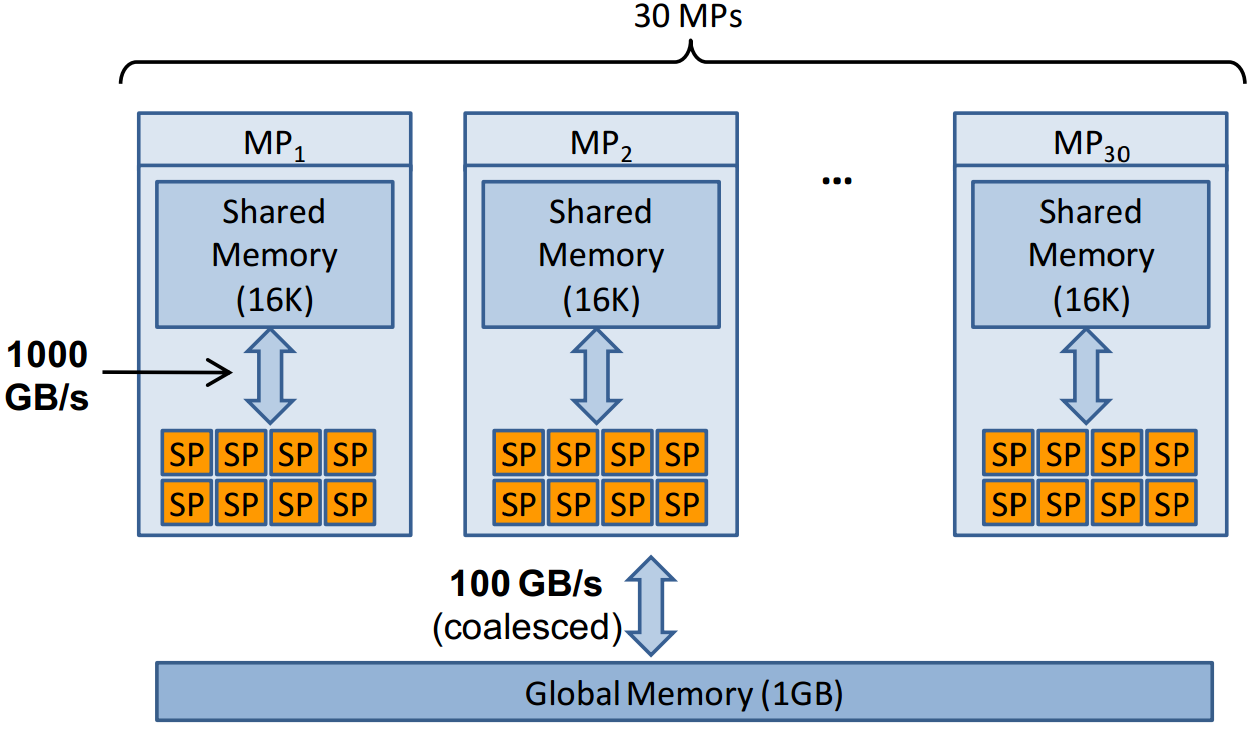 30 MPs
MP1
MP2
...
MP30
Shared
Memory
(16K)
Shared
Memory
(16K)
Shared
Memory
(16K)
1000
GB/s
SP SP SP SP
SP SP SP SP
SP SP SP SP
SP SP SP SP
SP SP SP SP
SP SP SP SP
100 GB/s
(coalesced)
Global Memory (1GB)